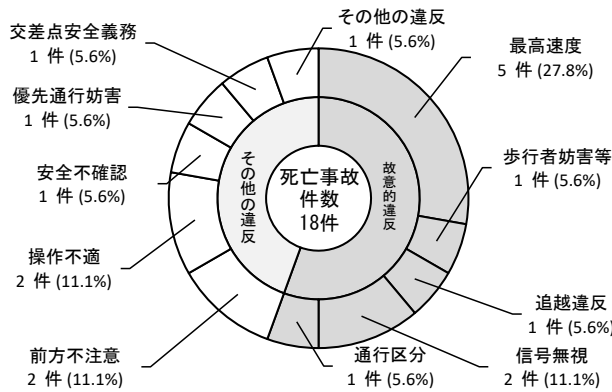 その他の違反
1 件 (5.6%)
最高速度
5 件 (27.8%)
歩行者妨害等
1 件 (5.6%)
追越違反
1 件 (5.6%)
信号無視
2 件 (11.1%)
通行区分
1 件 (5.6%)
前方不注意
2 件 (11.1%)
操作不適
2 件 (11.1%)
安全不確認
1 件 (5.6%)
優先通行妨害
1 件 (5.6%)
交差点安全義務
1 件 (5.6%)
その他の違反
故意的違反
死亡事故
件数
18件